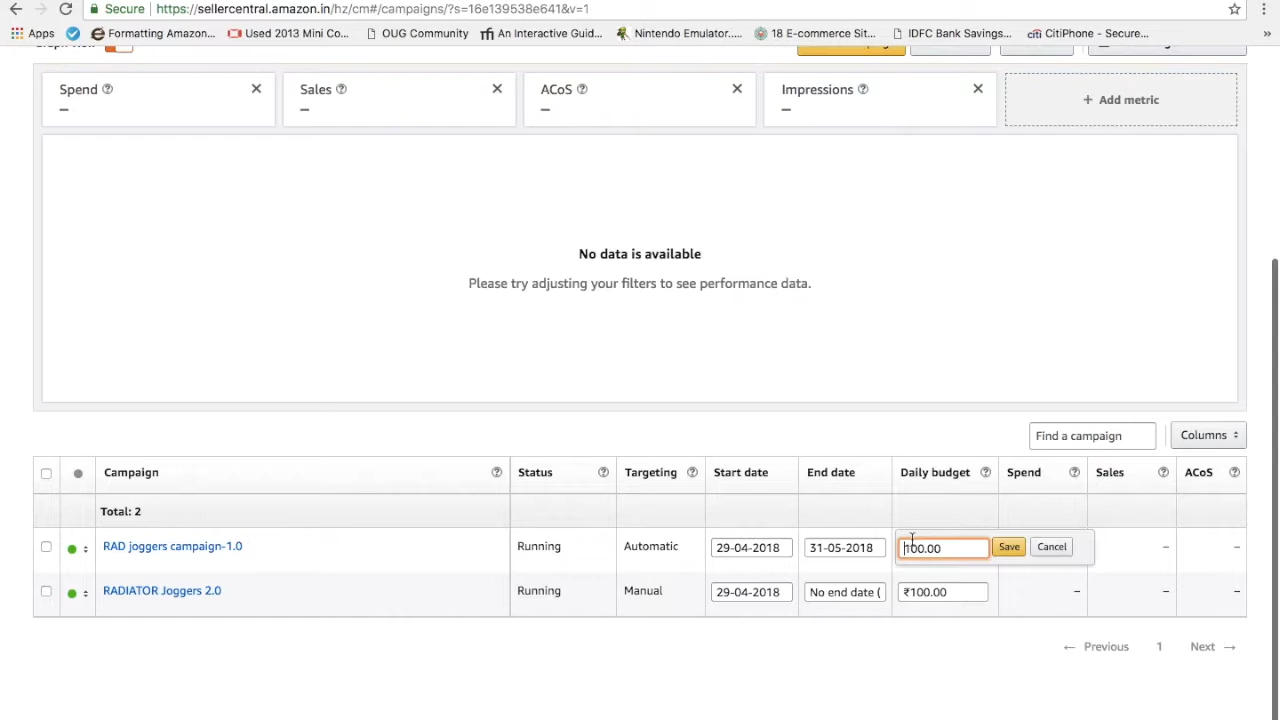 Secure https://sellercentral.amazon.in/hz/cm#/campaigns/?s=16e139538e641&v=1
Apps Formatting Amazon... Used 2013 Mini Co... OUG Community An Interactive Guid... Nintendo Emulator.... 18 E-commerce Sit... IDFC Bank Savings... CitiPhone - Secure... »
Spend Sales ACoS Impressions + Add metric
– – – –
No data is available
Please try adjusting your filters to see performance data.
Find a campaign Columns
Campaign Status Targeting Start date End date Daily budget Spend Sales ACoS
Total: 2
RAD joggers campaign-1.0 Running Automatic 29-04-2018 31-05-2018 100.00 Save Cancel – –
RADIATOR Joggers 2.0 Running Manual 29-04-2018 No end date ( ₹100.00 – – –
← Previous 1 Next →